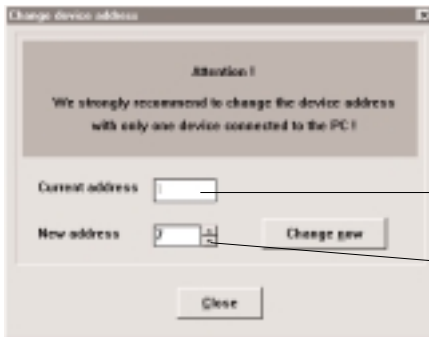 Change device address
Attention !
We strongly recommend to change the device address
with only one device connected to the PC !
Current address
New address
Change now
Close